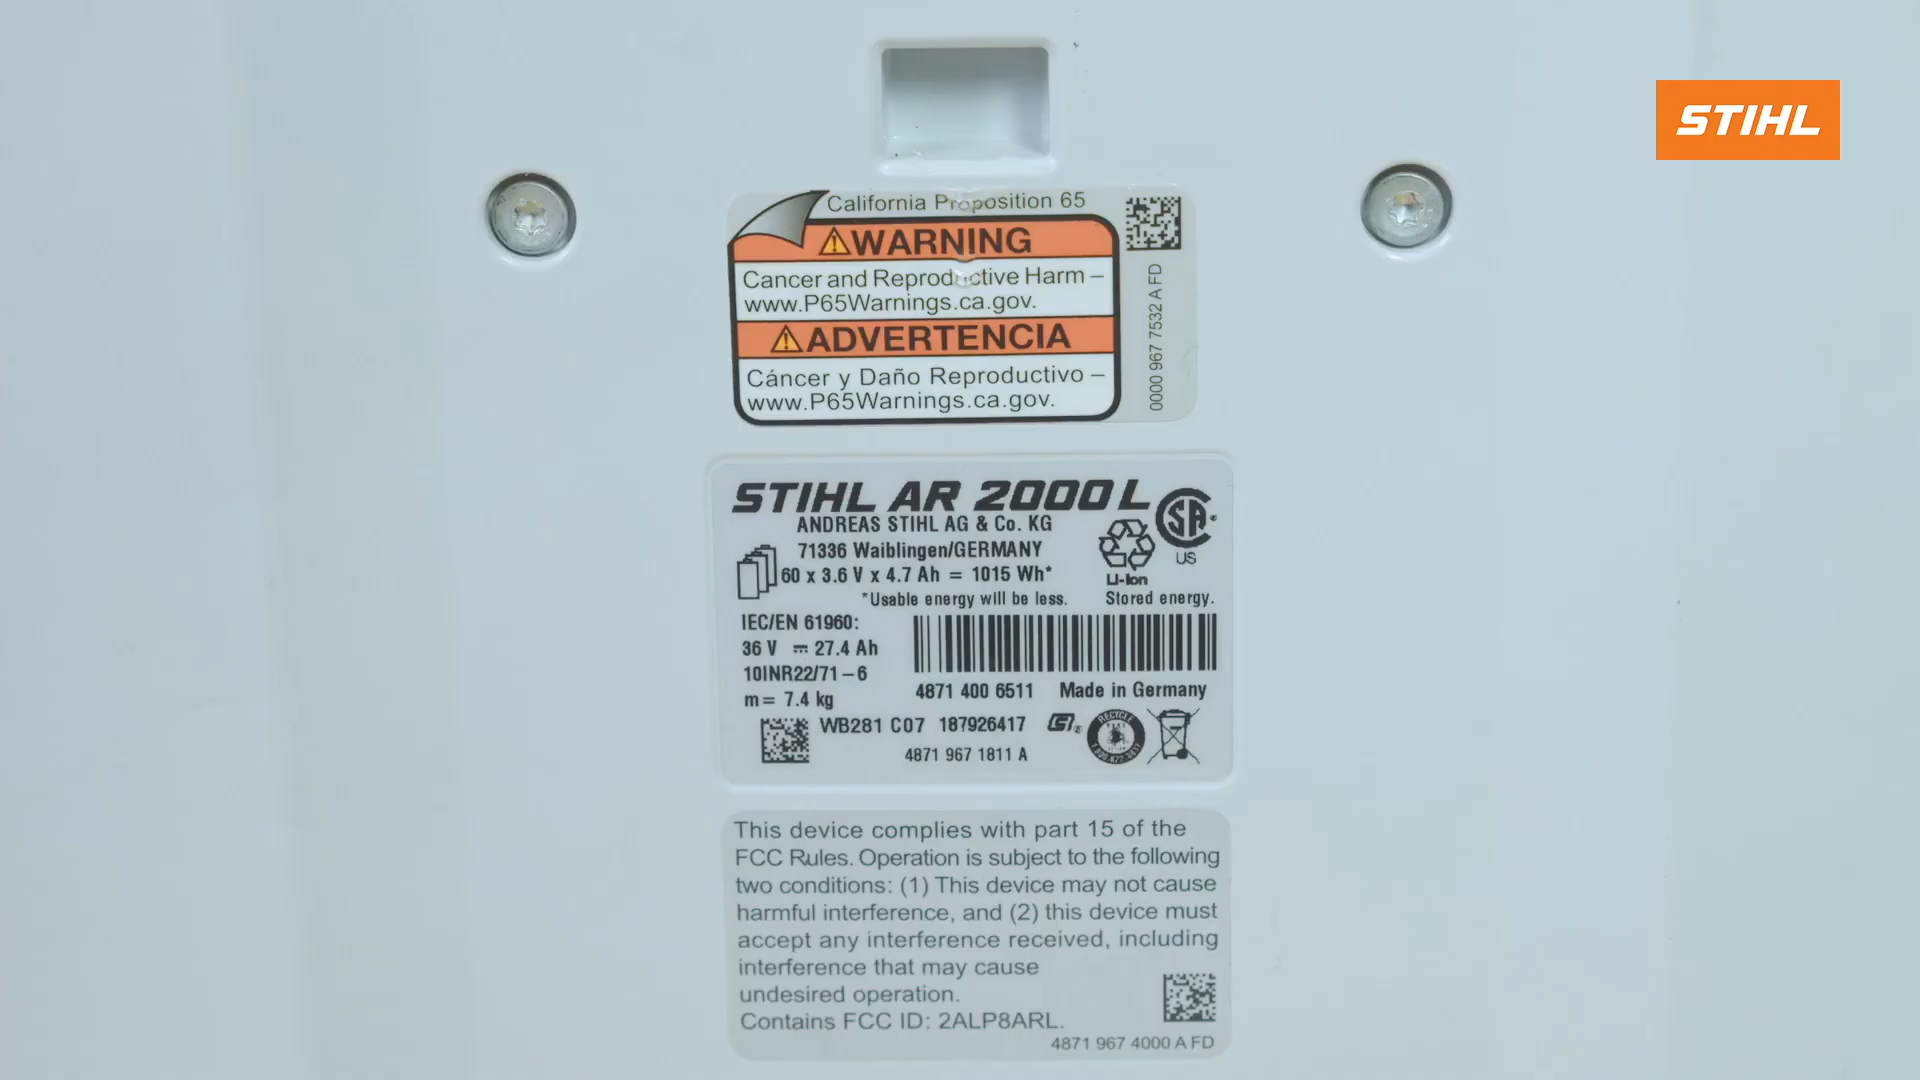 STIHL
California Proposition 65
WARNING
Cancer and Reproductive Harm –
www.P65Warnings.ca.gov.
ADVERTENCIA
Cáncer y Daño Reproductivo –
www.P65Warnings.ca.gov.
0000 967 7532 A FD
STIHL AR 2000 L
ANDREAS STIHL AG & Co. KG
71336 Waiblingen/GERMANY
60 x 3.6 V x 4.7 Ah = 1015 Wh*
*Usable energy will be less.
SA
US
Li-Ion
Stored energy.
IEC/EN 61960:
36 V ⎓ 27.4 Ah
10INR22/71–6
m= 7.4 kg
4871 400 6511 Made in Germany
WB281 C07 187926417
RECYCLE
4871 967 1811 A
This device complies with part 15 of the
FCC Rules. Operation is subject to the following
two conditions: (1) This device may not cause
harmful interference, and (2) this device must
accept any interference received, including
interference that may cause
undesired operation.
Contains FCC ID: 2ALP8ARL.
4871 967 4000 A FD